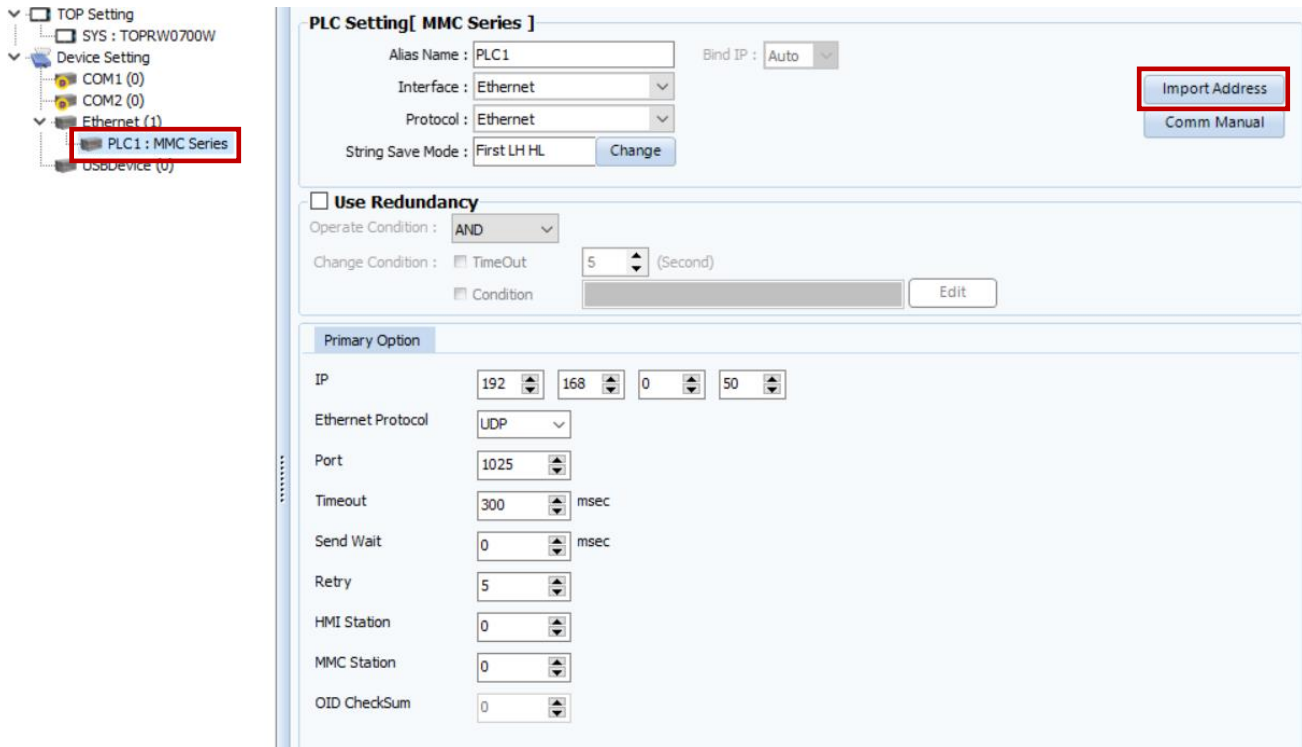 TOP Setting
SYS : TOPRW0700W
Device Setting
COM1 (0)
COM2 (0)
Ethernet (1)
PLC1 : MMC Series
USBDevice (0)
PLC Setting[ MMC Series ]
Alias Name : PLC1 Bind IP : Auto
Interface : Ethernet
Import Address
Protocol : Ethernet
Comm Manual
String Save Mode : First LH HL Change
Use Redundancy
Operate Condition : AND
Change Condition : TimeOut 5 (Second)
Condition Edit
Primary Option
IP 192 168 0 50
Ethernet Protocol UDP
Port 1025
Timeout 300 msec
Send Wait 0 msec
Retry 5
HMI Station 0
MMC Station 0
OID CheckSum 0